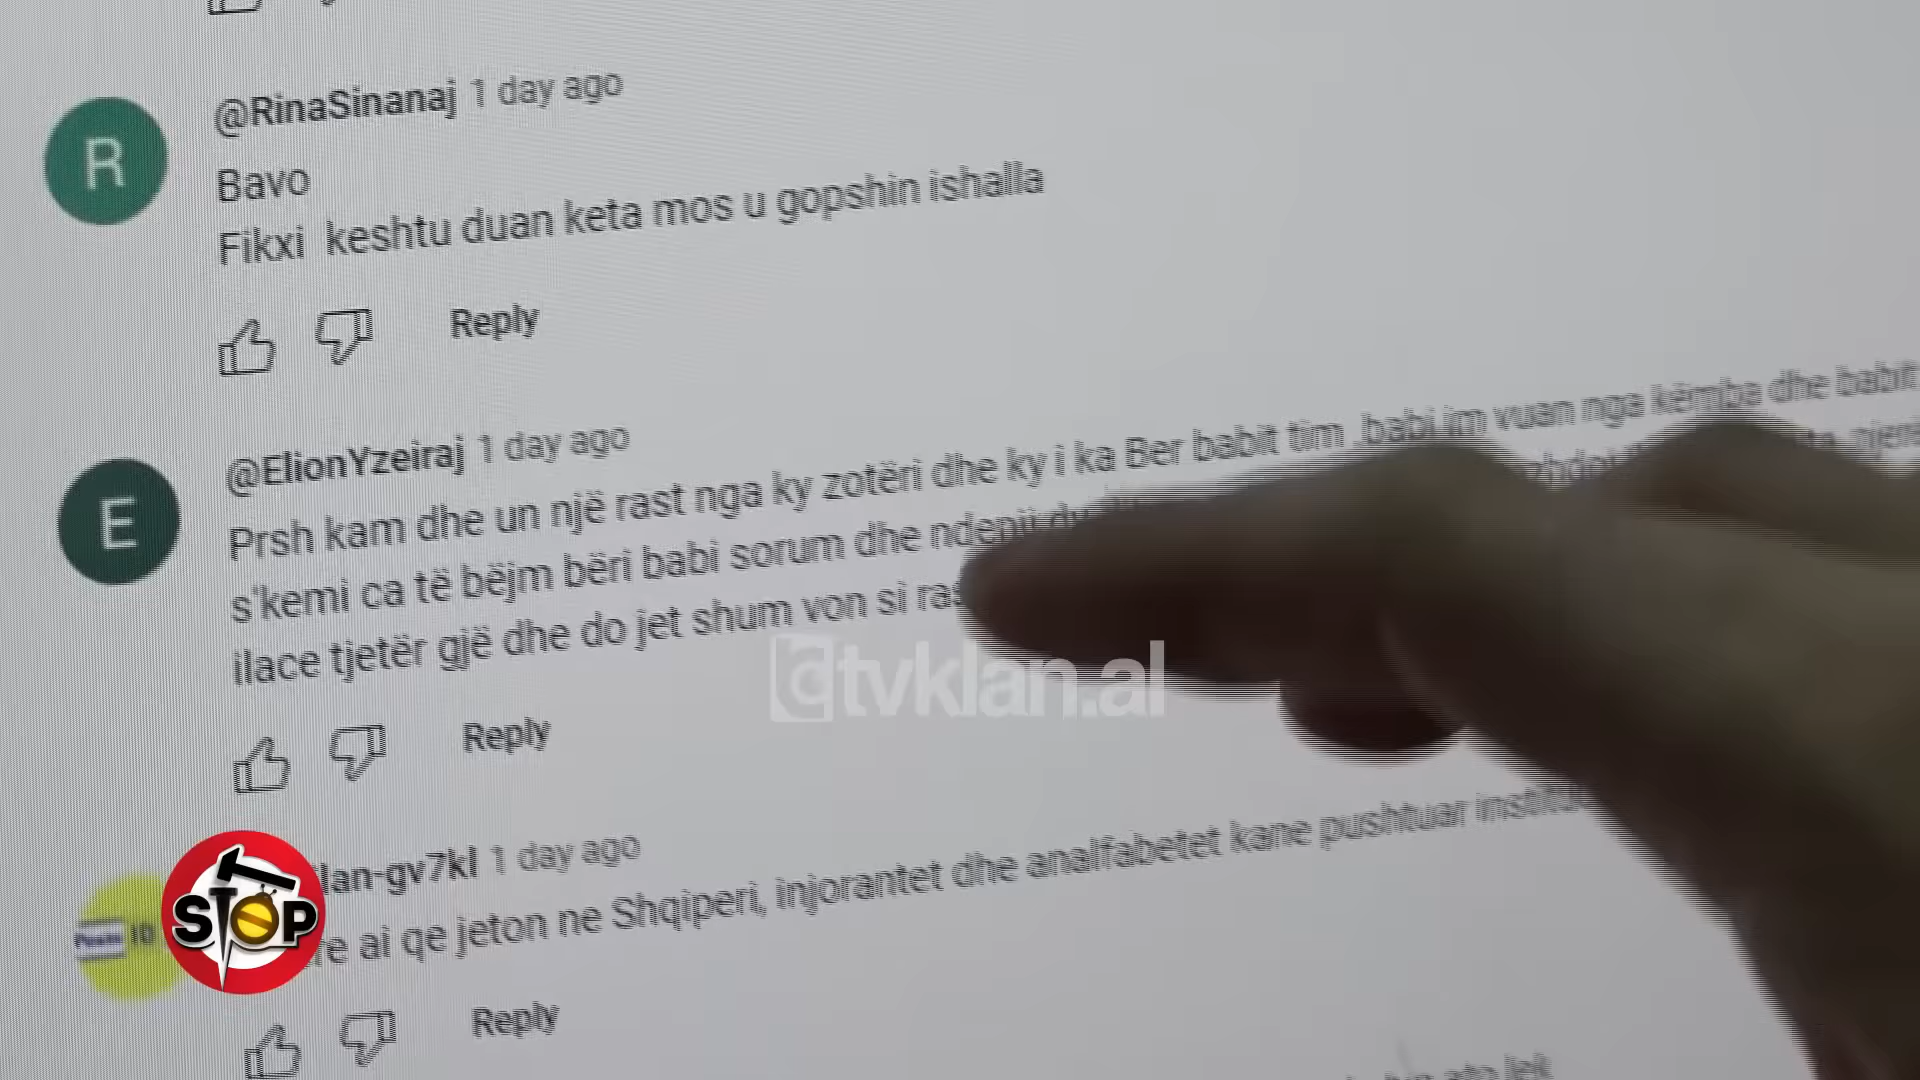 @RinaSinanaj 1 day ago
Bavo
Fikxi keshtu duan keta mos u gopshin ishalla
Reply
@ElionYzeiraj 1 day ago
Prsh kam dhe un një rast nga ky zotëri dhe ky i ka Ber babit tim .babi im vuan nga këmba dhe babit
s'kemi ca të bëjm bëri babi sorum dhe
ilace tjetër gjë dhe do jet shum von si
Reply
tvklan.al
lan-gv7kl 1 day ago
re ai qe jeton ne Shqiperi, injorantet dhe analfabetet kane pushtuar
STOP
Reply